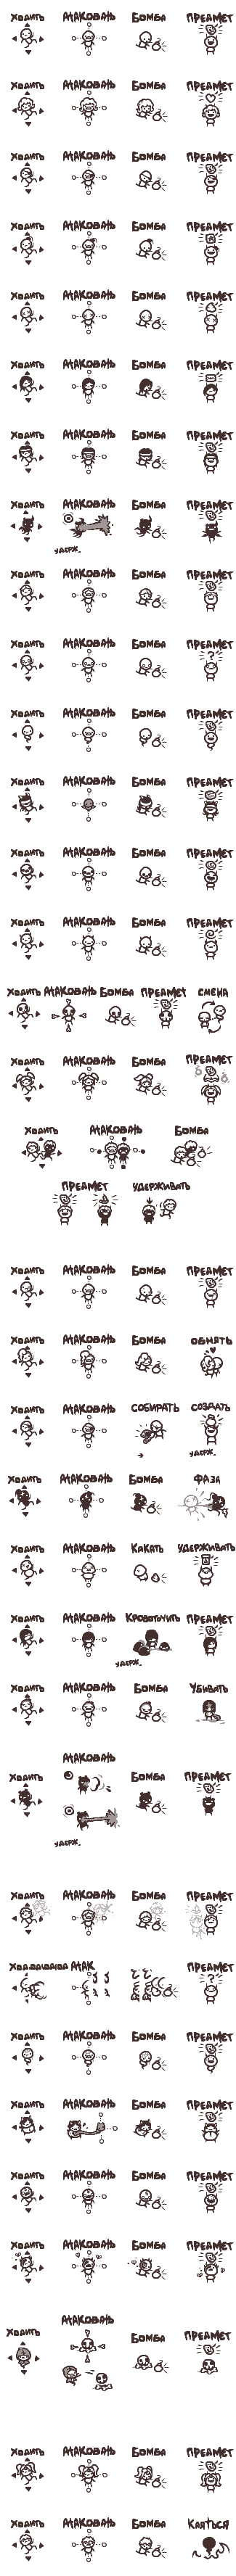 ХОДИТЬ АТАКОВАТЬ БОМБА ПРЕДМЕТ
ХОДИТЬ АТАКОВАТЬ БОМБА ПРЕДМЕТ
ХОДИТЬ АТАКОВАТЬ БОМБА ПРЕДМЕТ
ХОДИТЬ АТАКОВАТЬ БОМБА ПРЕДМЕТ
ХОДИТЬ АТАКОВАТЬ БОМБА ПРЕДМЕТ
ХОДИТЬ АТАКОВАТЬ БОМБА ПРЕДМЕТ
?
ХОДИТЬ АТАКОВАТЬ БОМБА ПРЕДМЕТ
ХОДИТЬ АТАКОВАТЬ БОМБА ПРЕДМЕТ
УДЕРЖ.
ХОДИТЬ АТАКОВАТЬ БОМБА ПРЕДМЕТ
ХОДИТЬ АТАКОВАТЬ БОМБА ПРЕДМЕТ
?
ХОДИТЬ АТАКОВАТЬ БОМБА ПРЕДМЕТ
ХОДИТЬ АТАКОВАТЬ БОМБА ПРЕДМЕТ
ХОДИТЬ АТАКОВАТЬ БОМБА ПРЕДМЕТ
ХОДИТЬ АТАКОВАТЬ БОМБА ПРЕДМЕТ
ХОДИТЬ АТАКОВАТЬ БОМБА ПРЕДМЕТ СМЕНА
ХОДИТЬ АТАКОВАТЬ БОМБА ПРЕДМЕТ
ХОДИТЬ АТАКОВАТЬ БОМБА
ПРЕДМЕТ УДЕРЖИВАТЬ
ХОДИТЬ АТАКОВАТЬ БОМБА ПРЕДМЕТ
ХОДИТЬ АТАКОВАТЬ БОМБА ОБНЯТЬ
ХОДИТЬ АТАКОВАТЬ СОБИРАТЬ СОЗДАТЬ
УДЕРЖ.
ХОДИТЬ АТАКОВАТЬ БОМБА ФАЗА
ХОДИТЬ АТАКОВАТЬ КАКАТЬ УДЕРЖИВАТЬ
ХОДИТЬ АТАКОВАТЬ КРОВОТОЧИТЬ ПРЕДМЕТ
УДЕРЖ.
ХОДИТЬ АТАКОВАТЬ БОМБА УБИВАТЬ
АТАКОВАТЬ
ХОДИТЬ БОМБА ПРЕДМЕТ
УДЕРЖ.
ХОДИТЬ АТАКОВАТЬ БОМБА ПРЕДМЕТ
АТАК ПРЕДМЕТ
?
ХОДИТЬ АТАКОВАТЬ БОМБА ПРЕДМЕТ
ХОДИТЬ АТАКОВАТЬ БОМБА ПРЕДМЕТ
ХОДИТЬ АТАКОВАТЬ БОМБА ПРЕДМЕТ
ХОДИТЬ АТАКОВАТЬ БОМБА ПРЕДМЕТ
АТАКОВАТЬ
ХОДИТЬ БОМБА ПРЕДМЕТ
ХОДИТЬ АТАКОВАТЬ БОМБА ПРЕДМЕТ
ХОДИТЬ АТАКОВАТЬ БОМБА КАЯТЬСЯ